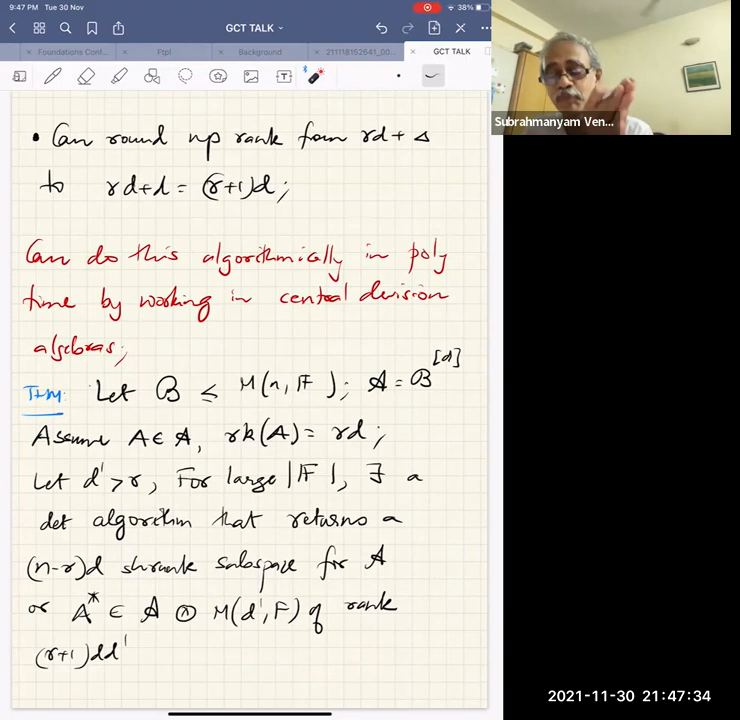 9:47 PM Tue 30 Nov
38%
GCT TALK
Foundations Conf...
Ftpl
Background
211118162641_00...
GCT TALK
Subrahmanyam Ven...
• Can round up rank from rd + Δ
to rd+d = (r+1)d;
Can do this algorithmically in poly
time by working in central division
algebras;
THM: Let B ≤ M(n, F); A = B^[d]
Assume A ∈ A, rk(A) = rd;
Let d' > r, For large |F|, ∃ a
det algorithm that returns a
(n-r)d shrunk subspace for A
or A* ∈ A ⊗ M(d', F) of rank
(r+1)dd'
2021-11-30 21:47:34